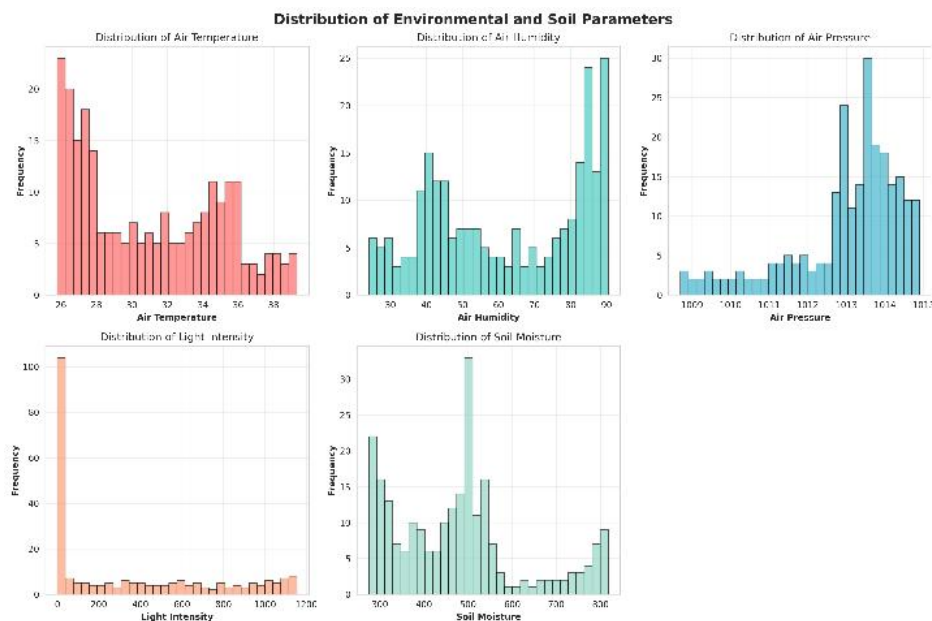 Distribution of Environmental and Soil Parameters
Distribution of Air Temperature
Distribution of Air Humidity
Distribution of Air Pressure
Frequency
20
15
10
5
0
26 28 30 32 34 36 38
Air Temperature
Frequency
25
20
15
10
5
0
30 40 50 60 70 80 90
Air Humidity
Frequency
30
25
20
15
10
5
0
1009 1010 1011 1012 1013 1014
Air Pressure
Distribution of Light Intensity
Distribution of Soil Moisture
Frequency
100
80
60
40
20
0
0 200 400 600 800 1000 1200
Light Intensity
Frequency
30
25
20
15
10
5
0
300 400 500 600 700 800
Soil Moisture